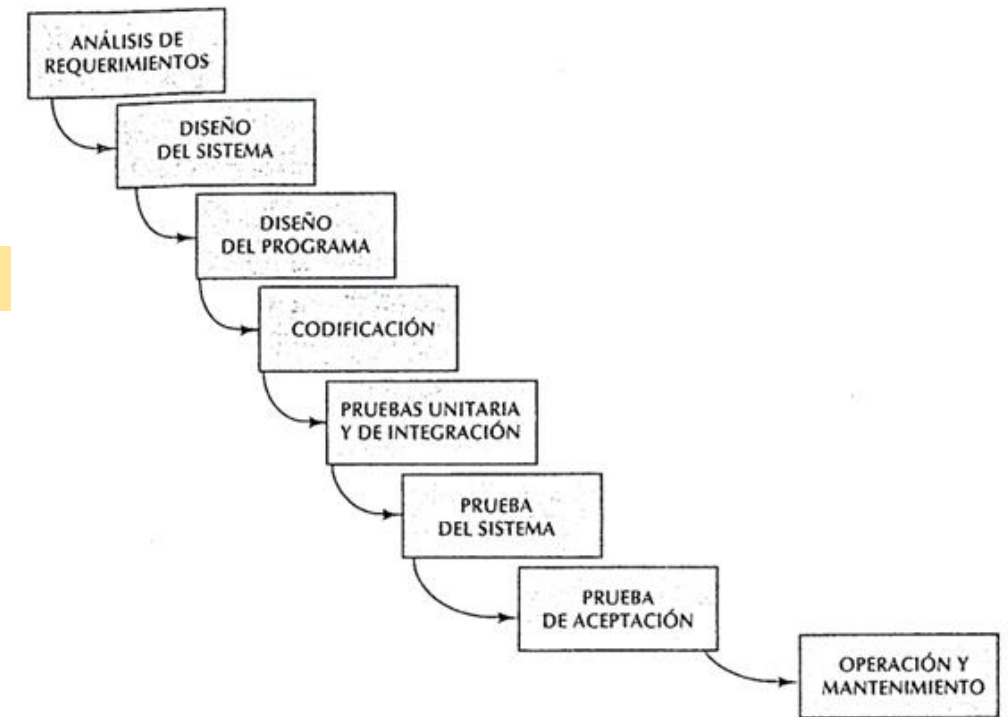 ANÁLISIS DE
REQUERIMIENTOS
DISEÑO
DEL SISTEMA
DISEÑO
DEL PROGRAMA
CODIFICACIÓN
PRUEBAS UNITARIA
Y DE INTEGRACIÓN
PRUEBA
DEL SISTEMA
PRUEBA
DE ACEPTACIÓN
OPERACIÓN Y
MANTENIMIENTO